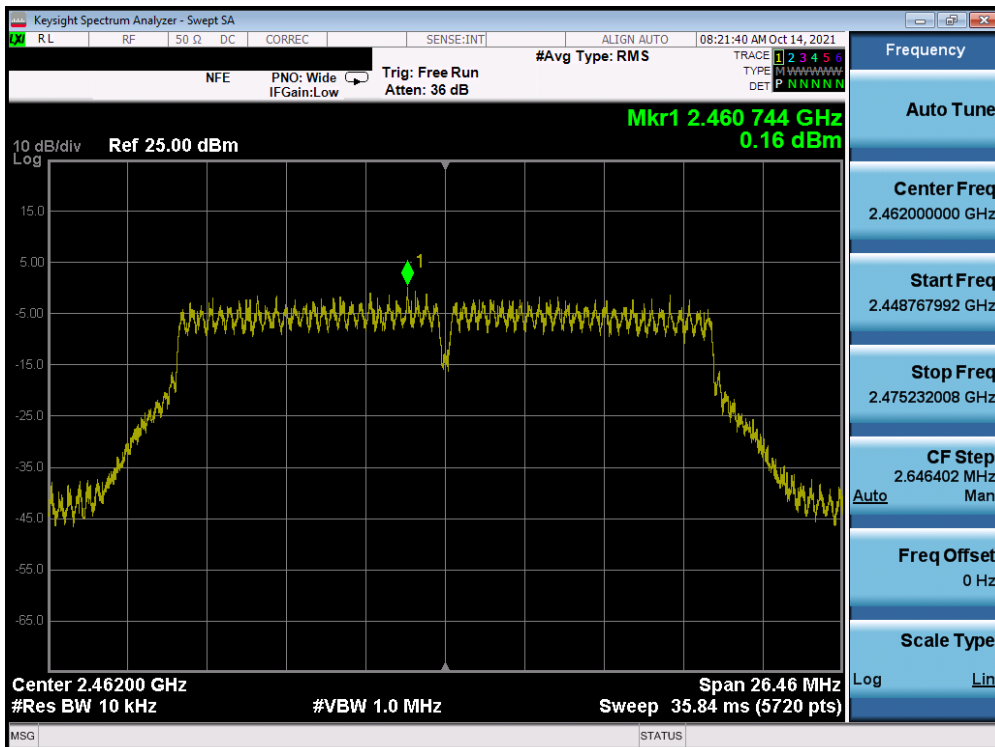 Keysight Spectrum Analyzer - Swept SA
LXI RL RF 50 Ω DC CORREC SENSE:INT ALIGN AUTO 08:21:40 AM Oct 14, 2021
NFE PNO: Wide IFGain:Low
Trig: Free Run
Atten: 36 dB
#Avg Type: RMS
TRACE 1 2 3 4 5 6
TYPE M W W W W W
DET P N N N N N
Mkr1 2.460 744 GHz
0.16 dBm
10 dB/div Ref 25.00 dBm
Log
15.0
5.00
-5.00
-15.0
-25.0
-35.0
-45.0
-55.0
-65.0
1
Center 2.46200 GHz Span 26.46 MHz
#Res BW 10 kHz #VBW 1.0 MHz Sweep 35.84 ms (5720 pts)
MSG STATUS
Frequency
Auto Tune
Center Freq
2.462000000 GHz
Start Freq
2.448767992 GHz
Stop Freq
2.475232008 GHz
CF Step
2.646402 MHz
Auto Man
Freq Offset
0 Hz
Scale Type
Log Lin